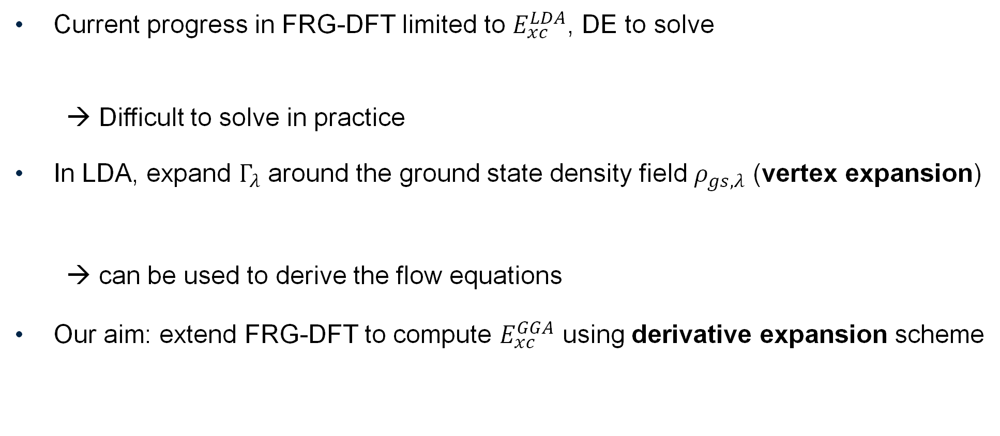 • Current progress in FRG-DFT limited to $E_{xc}^{LDA}$, DE to solve
→ Difficult to solve in practice
• In LDA, expand $\Gamma_{\lambda}$ around the ground state density field $\rho_{gs,\lambda}$ (vertex expansion)
→ can be used to derive the flow equations
• Our aim: extend FRG-DFT to compute $E_{xc}^{GGA}$ using derivative expansion scheme